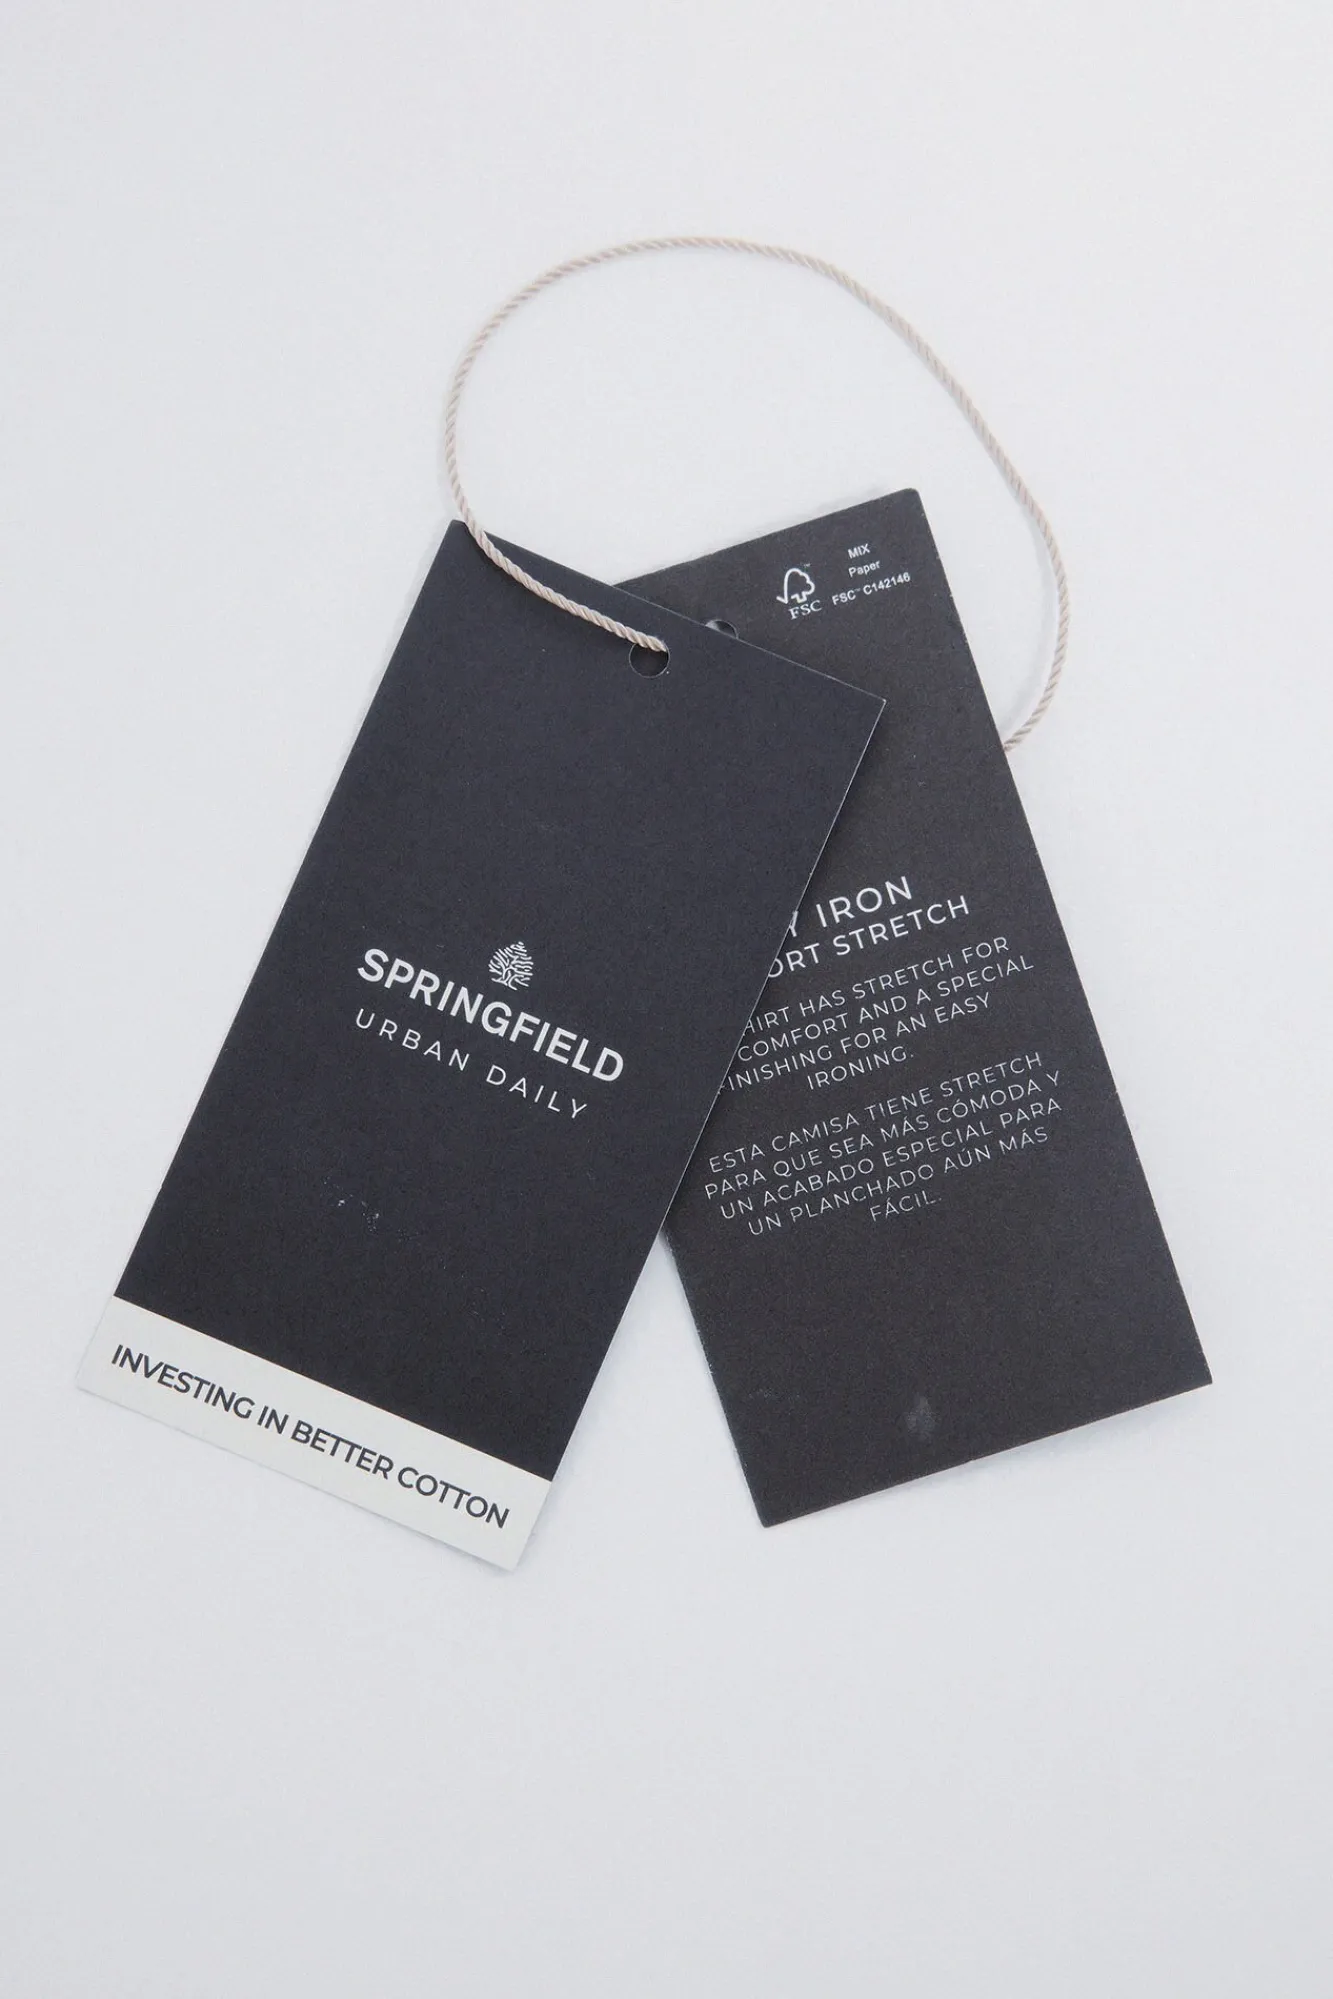 SPRINGFIELD
URBAN DAILY
INVESTING IN BETTER COTTON
FSC™
MIX
Paper
FSC™ C142146
Y IRON
ORT STRETCH
HIRT HAS STRETCH FOR
COMFORT AND A SPECIAL
INISHING FOR AN EASY
IRONING.
ESTA CAMISA TIENE STRETCH
PARA QUE SEA MÁS CÓMODA Y
UN ACABADO ESPECIAL PARA
UN PLANCHADO AÚN MÁS
FÁCIL.